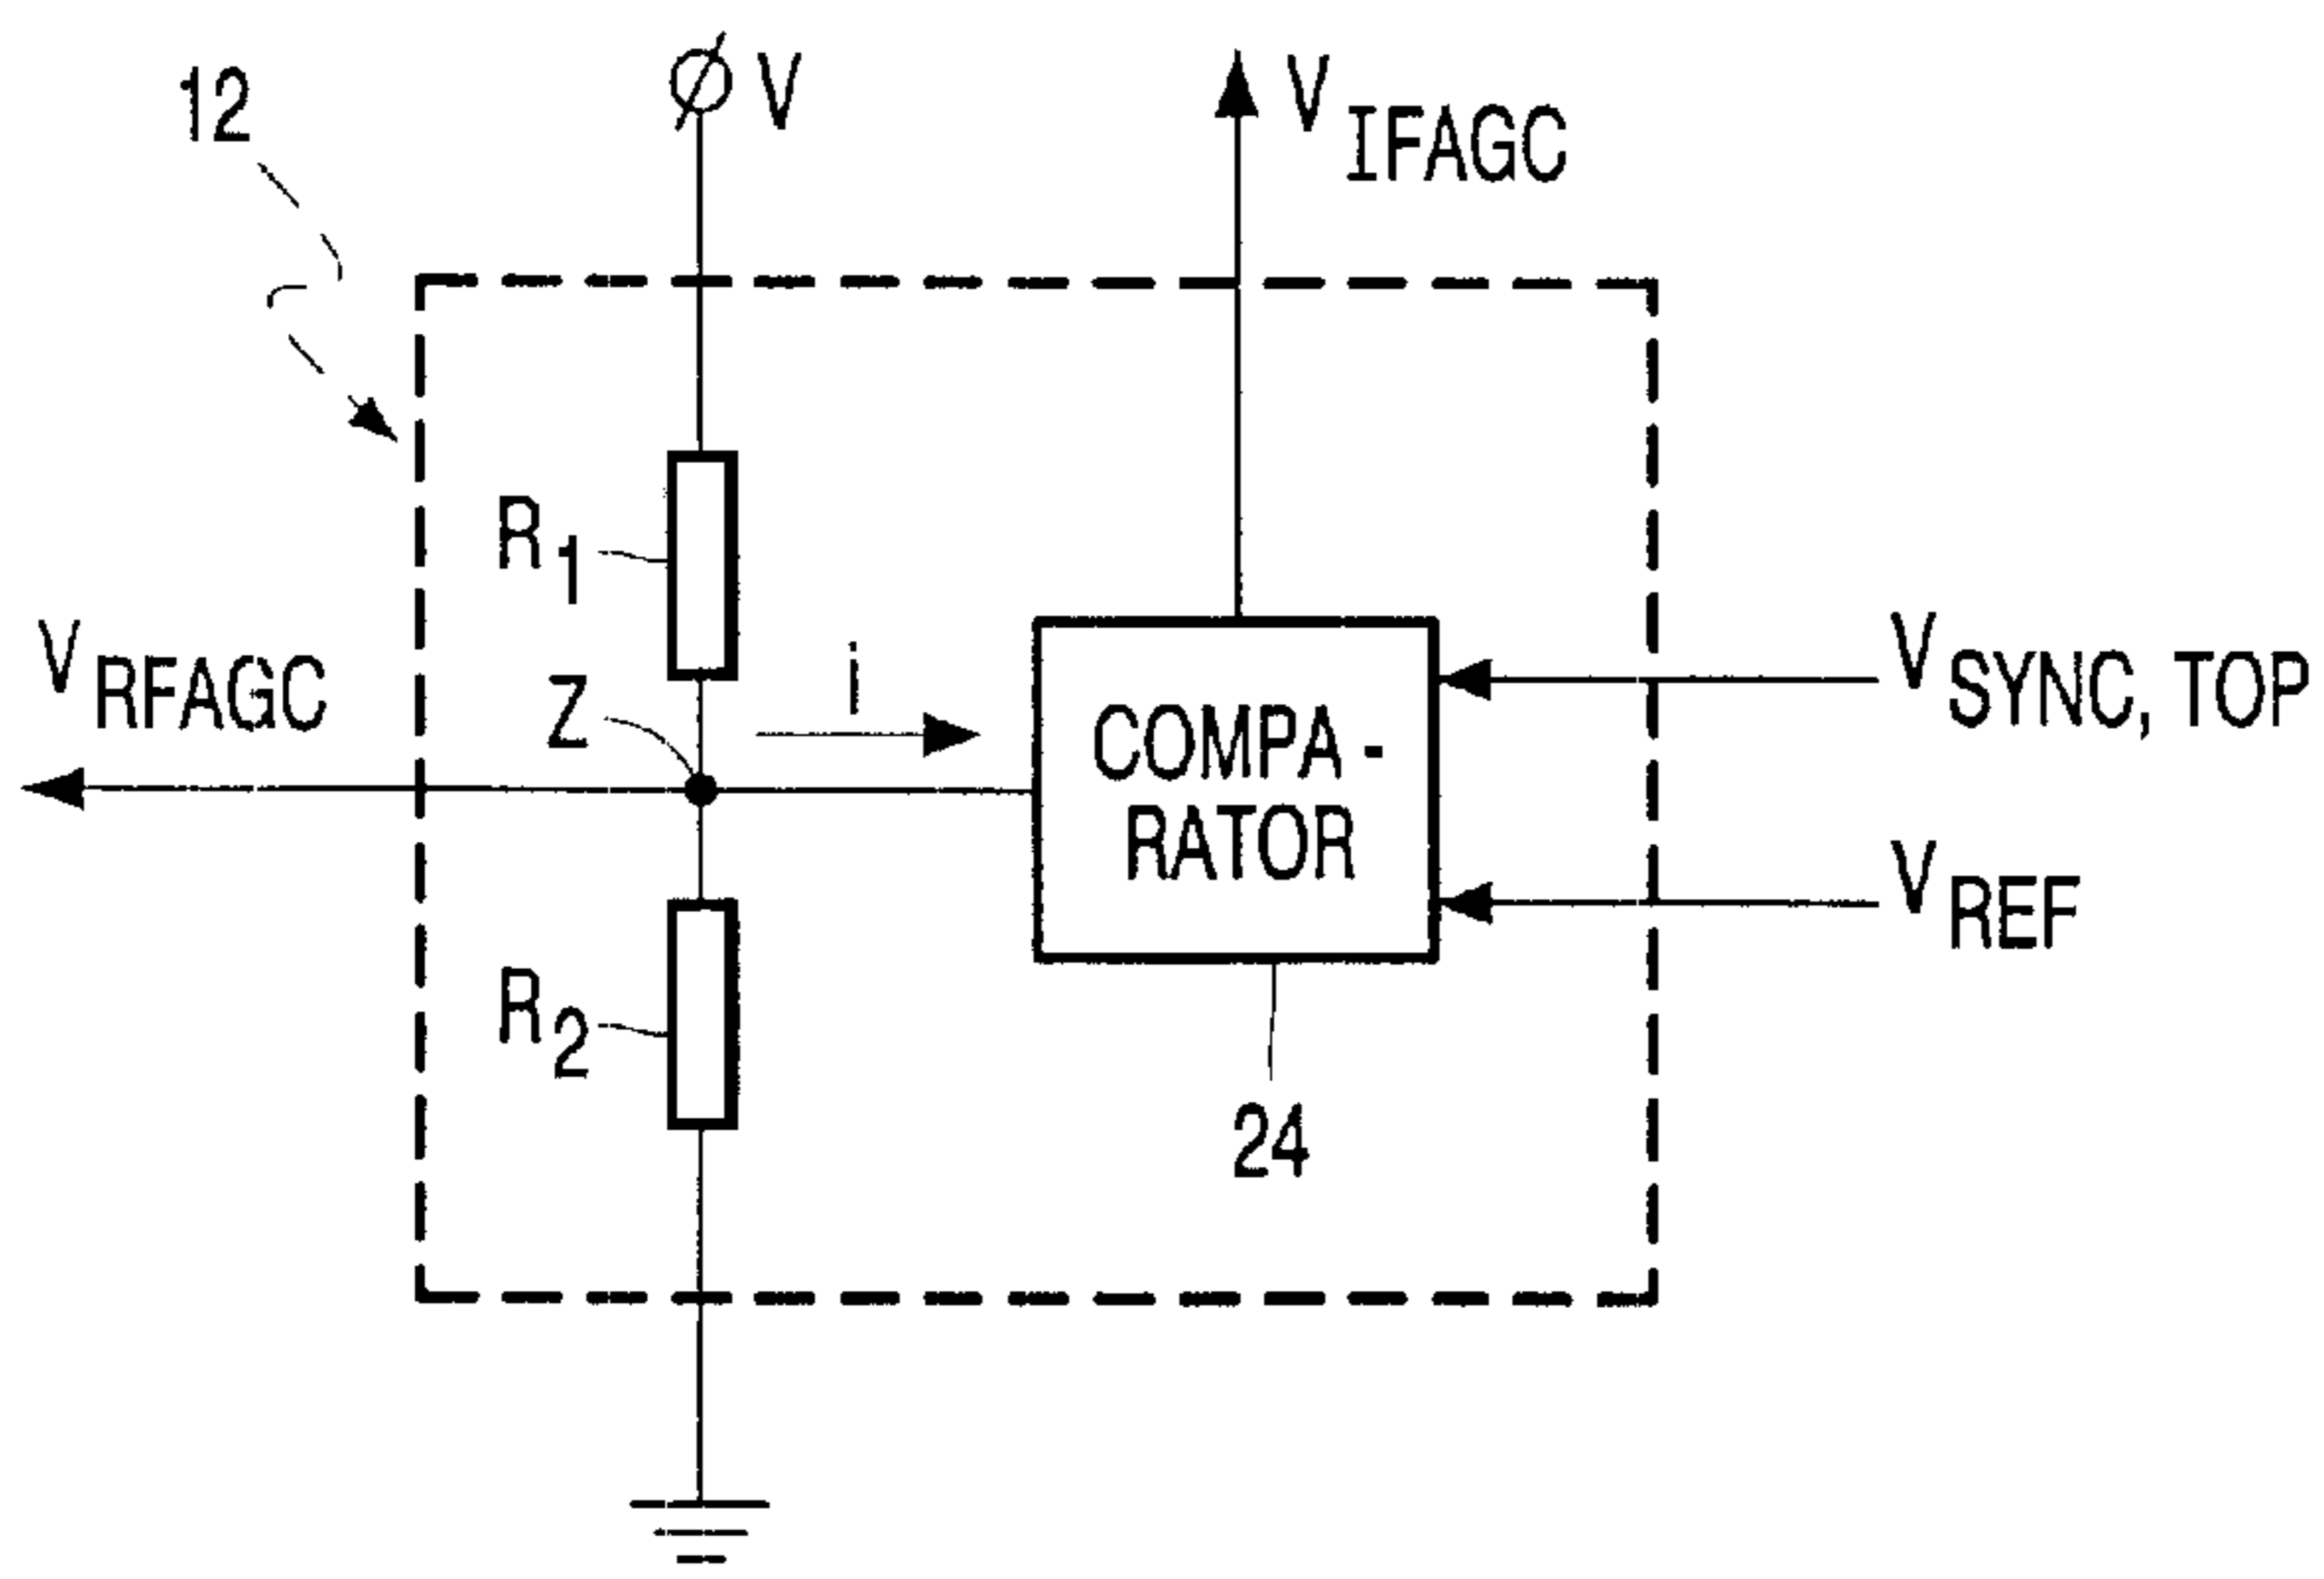 12
V
V IFAGC
R1
i
V RFAGC
Z
COMPA-
RATOR
V SYNC, TOP
V REF
R2
24